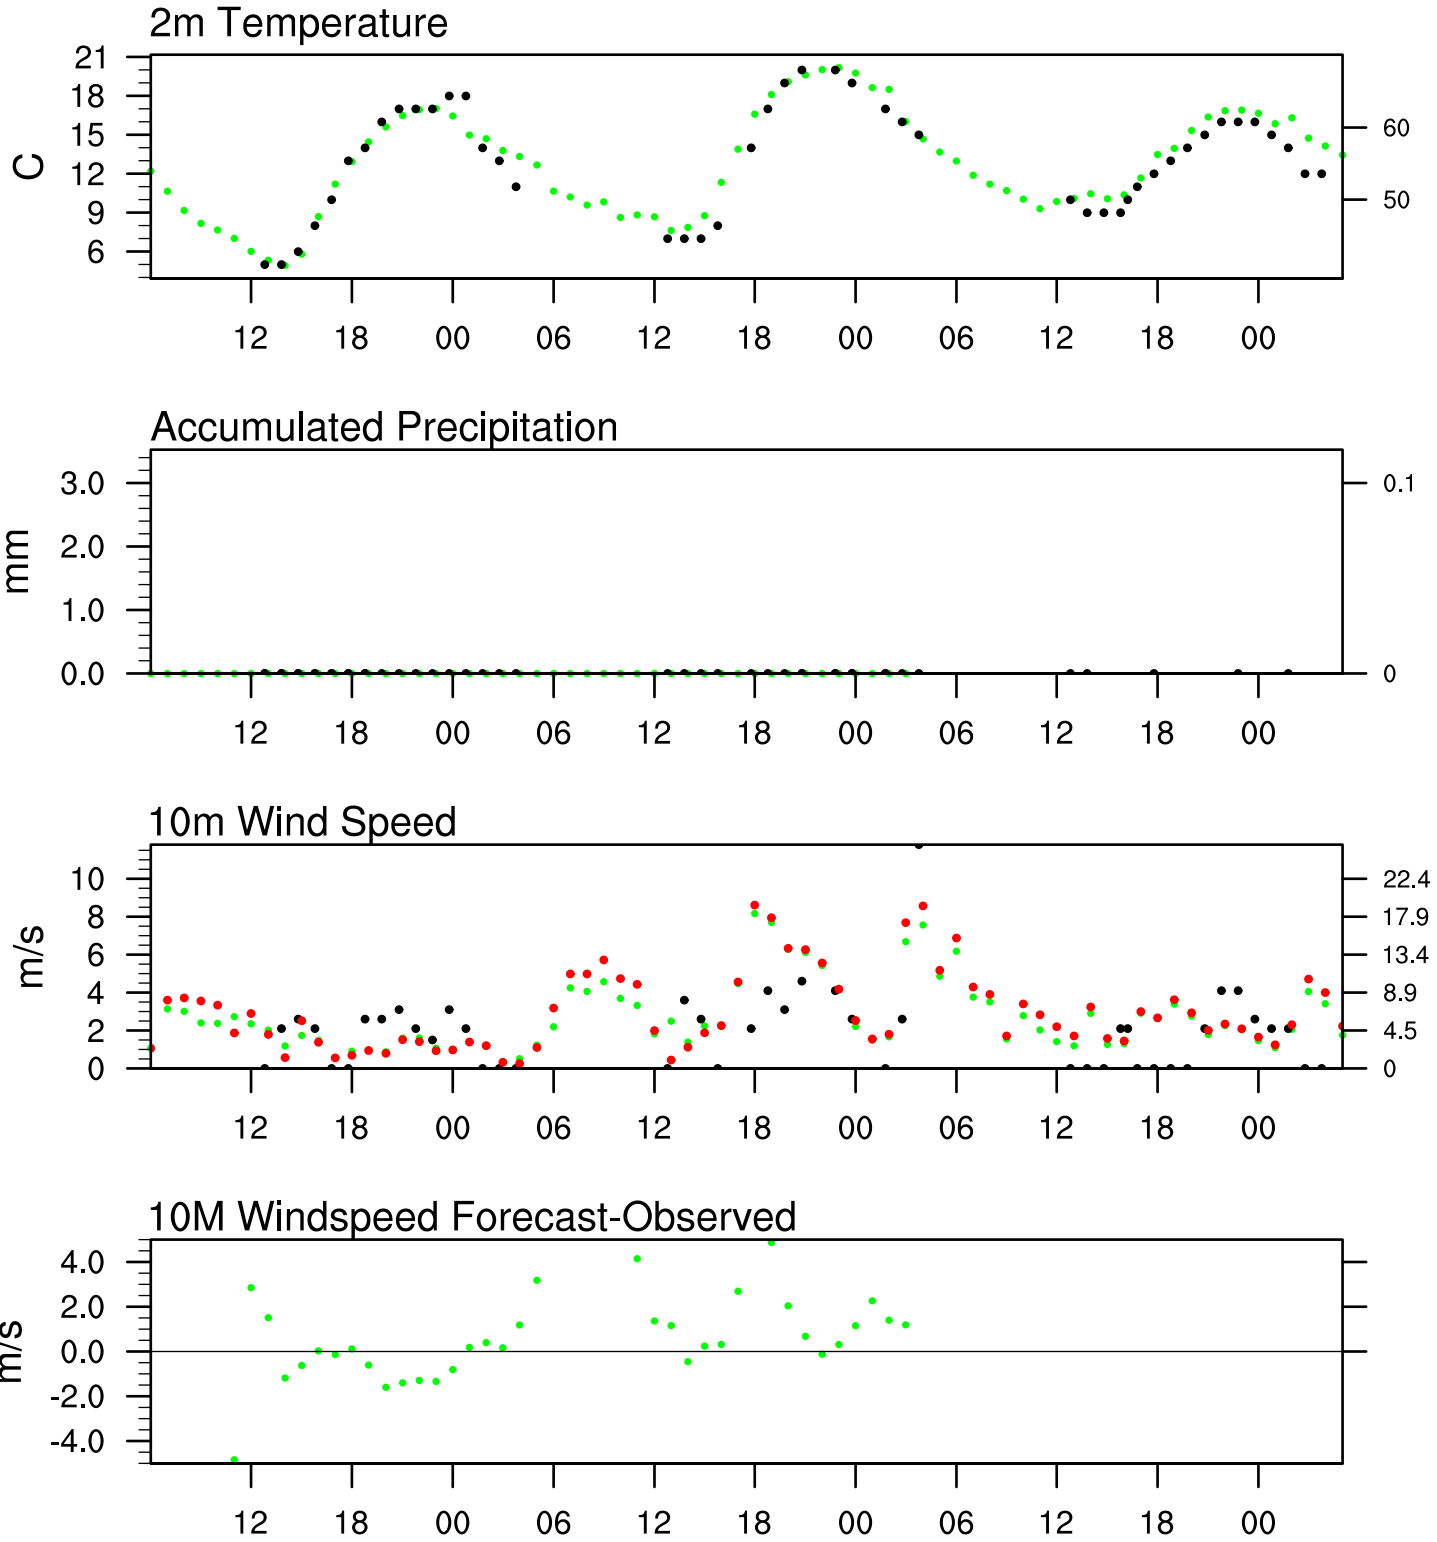 2m Temperature
21
18
15
12
9
6
C
60
50
12 18 00 06 12 18 00 06 12 18 00
Accumulated Precipitation
3.0
2.0
1.0
0.0
mm
0.1
0
12 18 00 06 12 18 00 06 12 18 00
10m Wind Speed
10
8
6
4
2
0
m/s
22.4
17.9
13.4
8.9
4.5
0
12 18 00 06 12 18 00 06 12 18 00
10M Windspeed Forecast-Observed
4.0
2.0
0.0
-2.0
-4.0
m/s
12 18 00 06 12 18 00 06 12 18 00